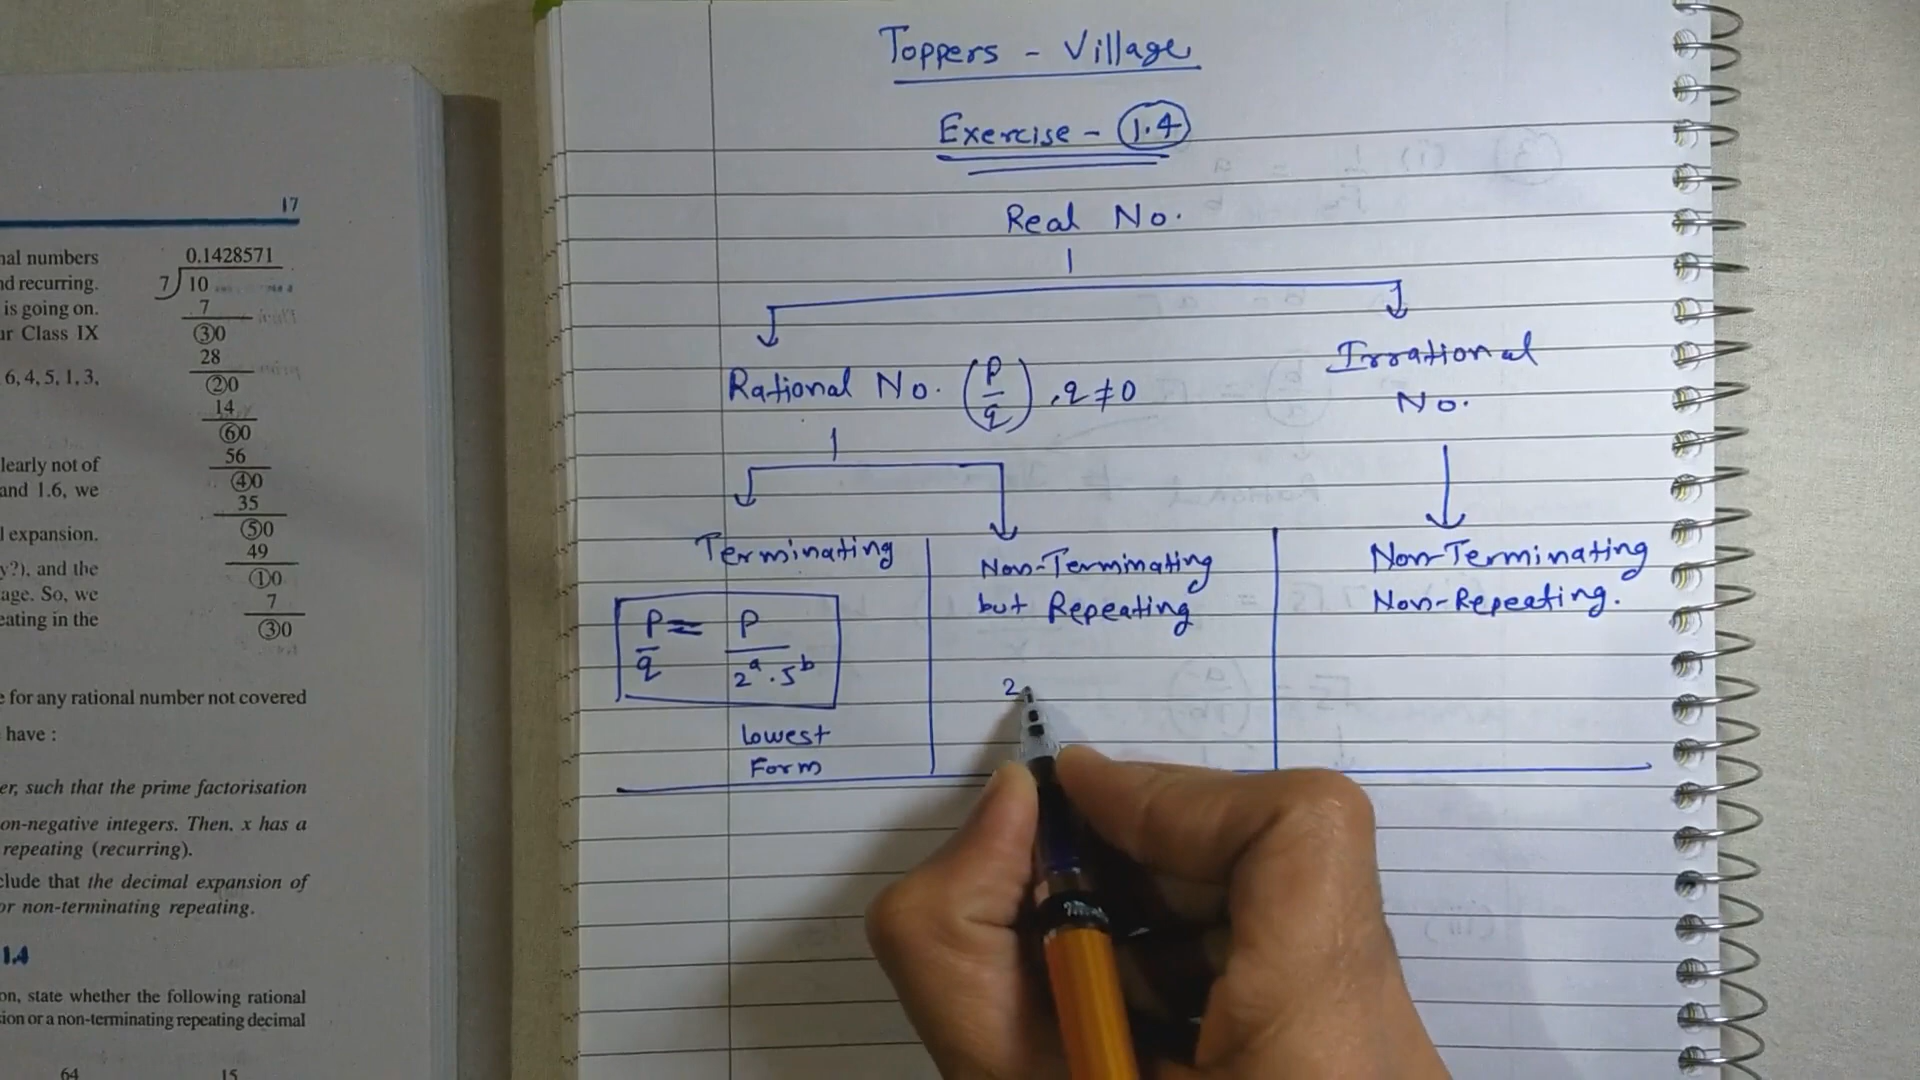 Toppers - Village
Exercise - 1.4
Real No.
Rational No. (p/q), q ≠ 0
Irrational No.
Terminating
Non-Terminating
but Repeating
Non-Terminating
Non-Repeating.
p/q = p/2^a · 5^b
Lowest
Form
2
17
nal numbers
nd recurring.
is going on.
ur Class IX
6, 4, 5, 1, 3,
learly not of
and 1.6, we
l expansion.
y?), and the
age. So, we
eating in the
0.1428571
7 10
7
30
28
20
14
60
56
40
35
50
49
10
7
30
e for any rational number not covered
have :
er, such that the prime factorisation
on-negative integers. Then, x has a
repeating (recurring).
clude that the decimal expansion of
or non-terminating repeating.
1.4
on, state whether the following rational
sion or a non-terminating repeating decimal
64 15